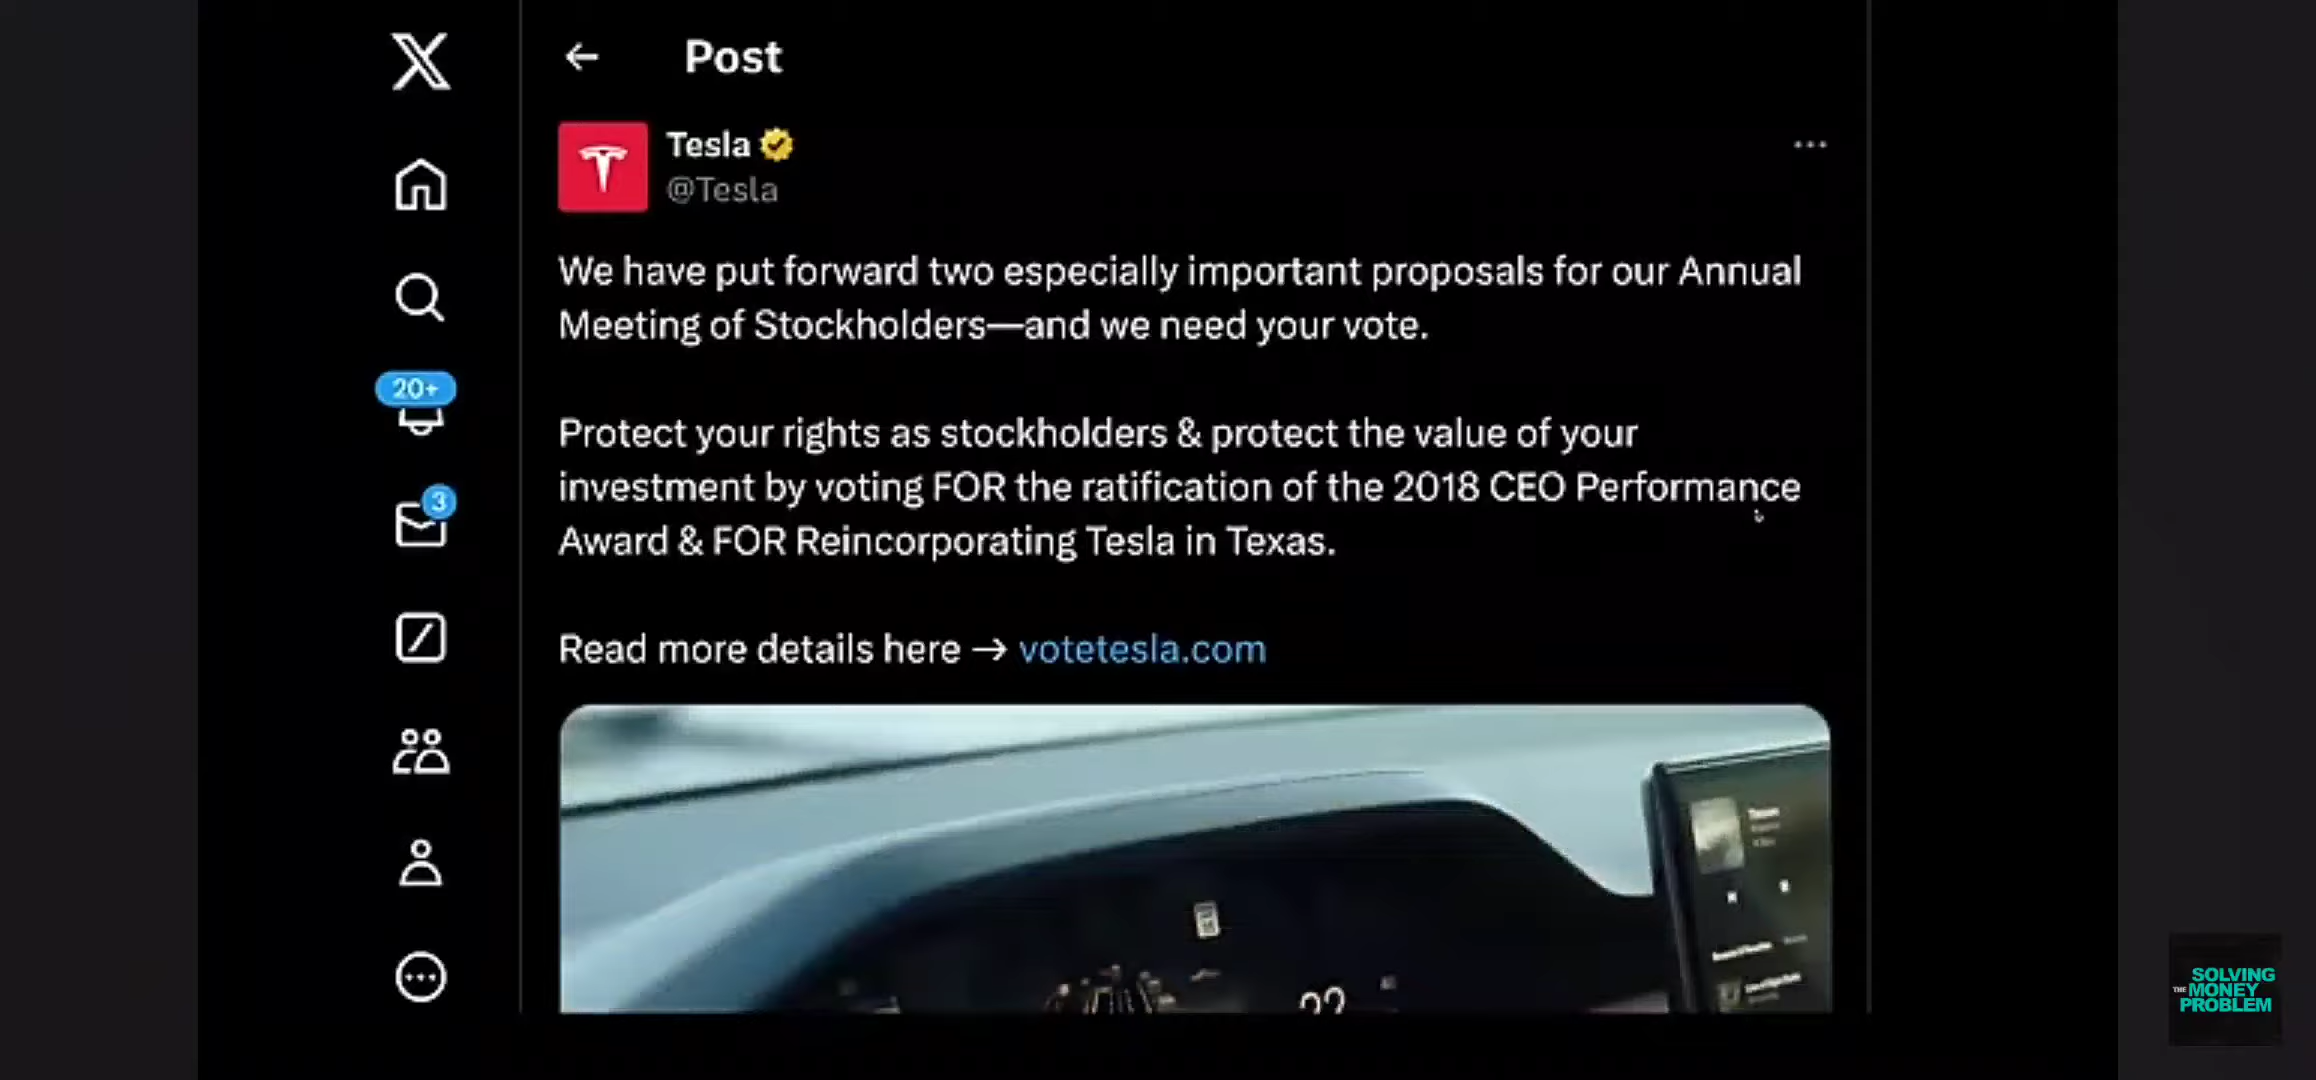 Post
Tesla
@Tesla
We have put forward two especially important proposals for our Annual
Meeting of Stockholders—and we need your vote.
20+
Protect your rights as stockholders & protect the value of your
investment by voting FOR the ratification of the 2018 CEO Performance
3
Award & FOR Reincorporating Tesla in Texas.
Read more details here → votetesla.com
SOLVING
THE MONEY
PROBLEM